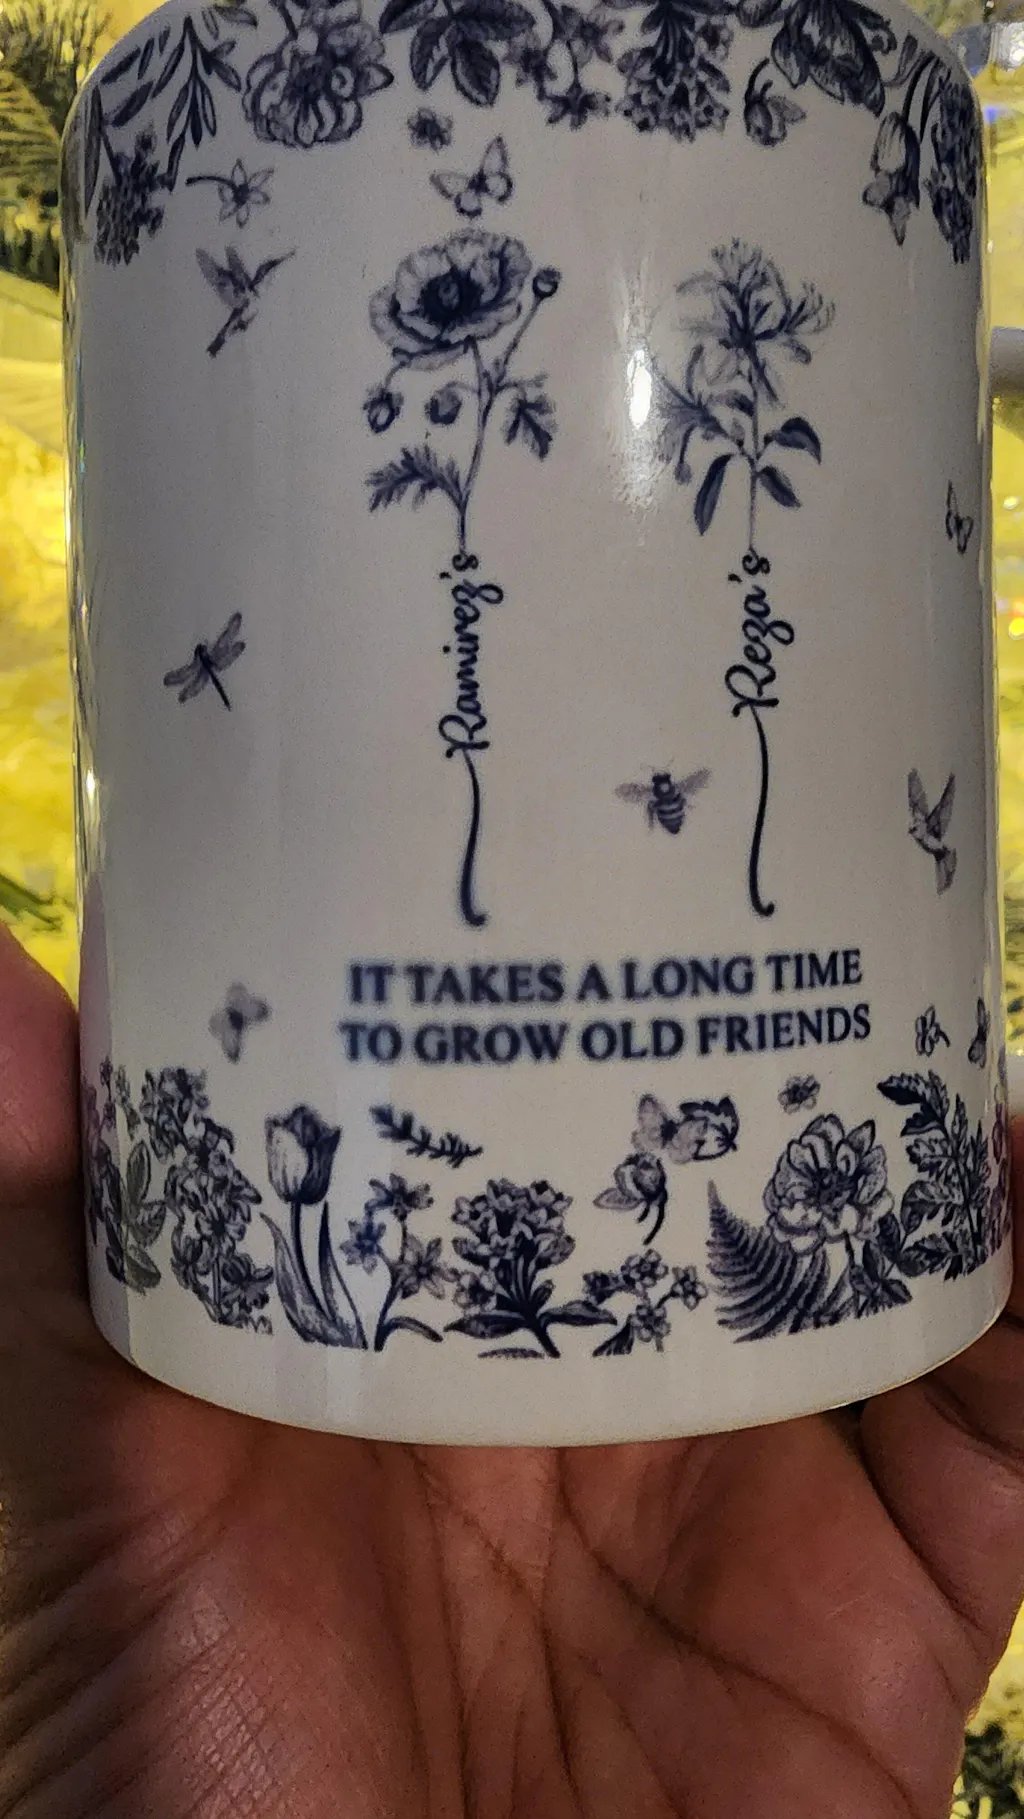 Ramirez's
Reza's
IT TAKES A LONG TIME
TO GROW OLD FRIENDS